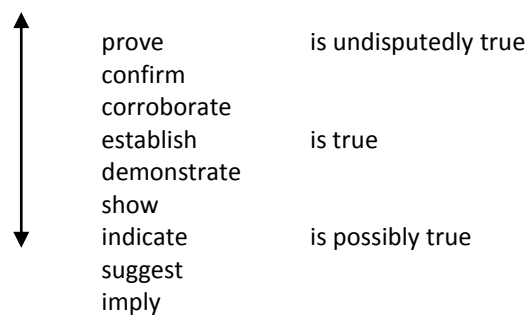 prove is undisputedly true
confirm
corroborate
establish is true
demonstrate
show
indicate is possibly true
suggest
imply